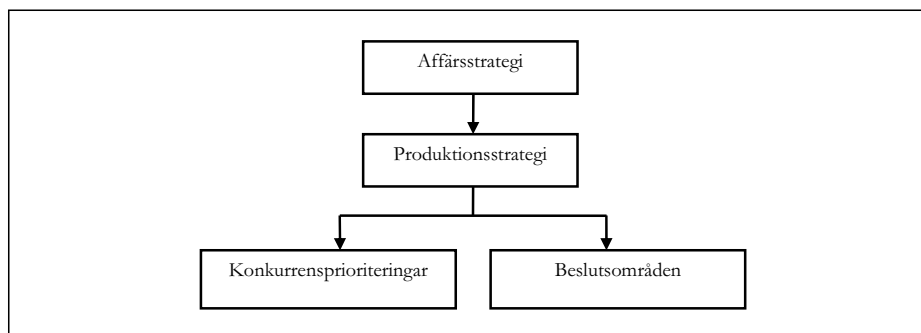 Affärsstrategi
Produktionsstrategi
Konkurrensprioriteringar
Beslutsområden